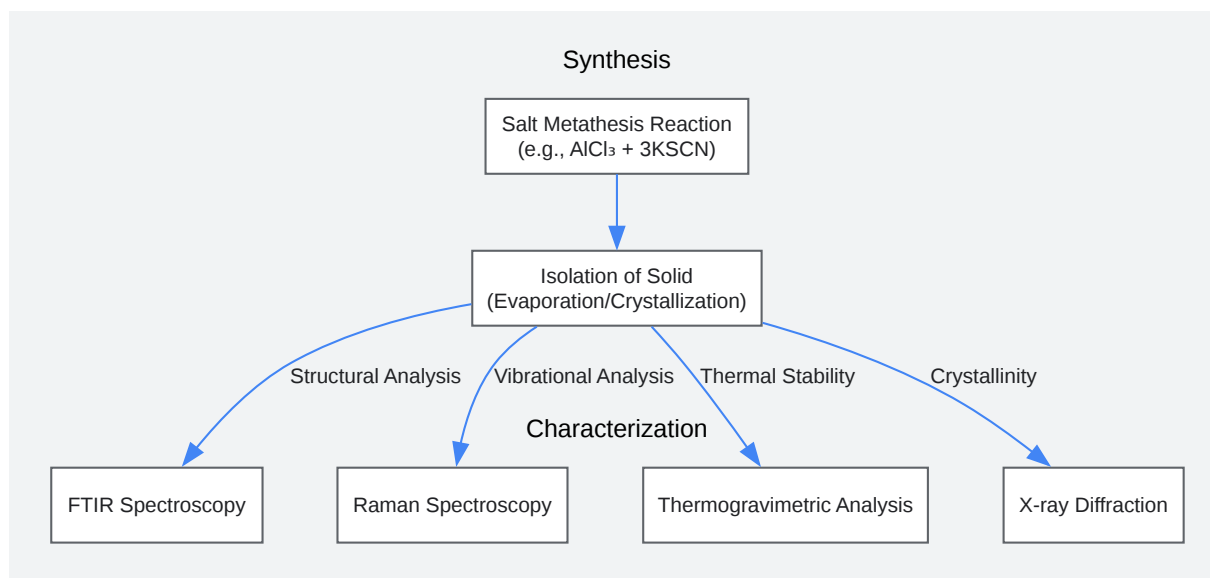 Synthesis
Salt Metathesis Reaction
(e.g., AlCl₃ + 3KSCN)
Isolation of Solid
(Evaporation/Crystallization)
Structural Analysis
Vibrational Analysis
Thermal Stability
Crystallinity
Characterization
FTIR Spectroscopy
Raman Spectroscopy
Thermogravimetric Analysis
X-ray Diffraction